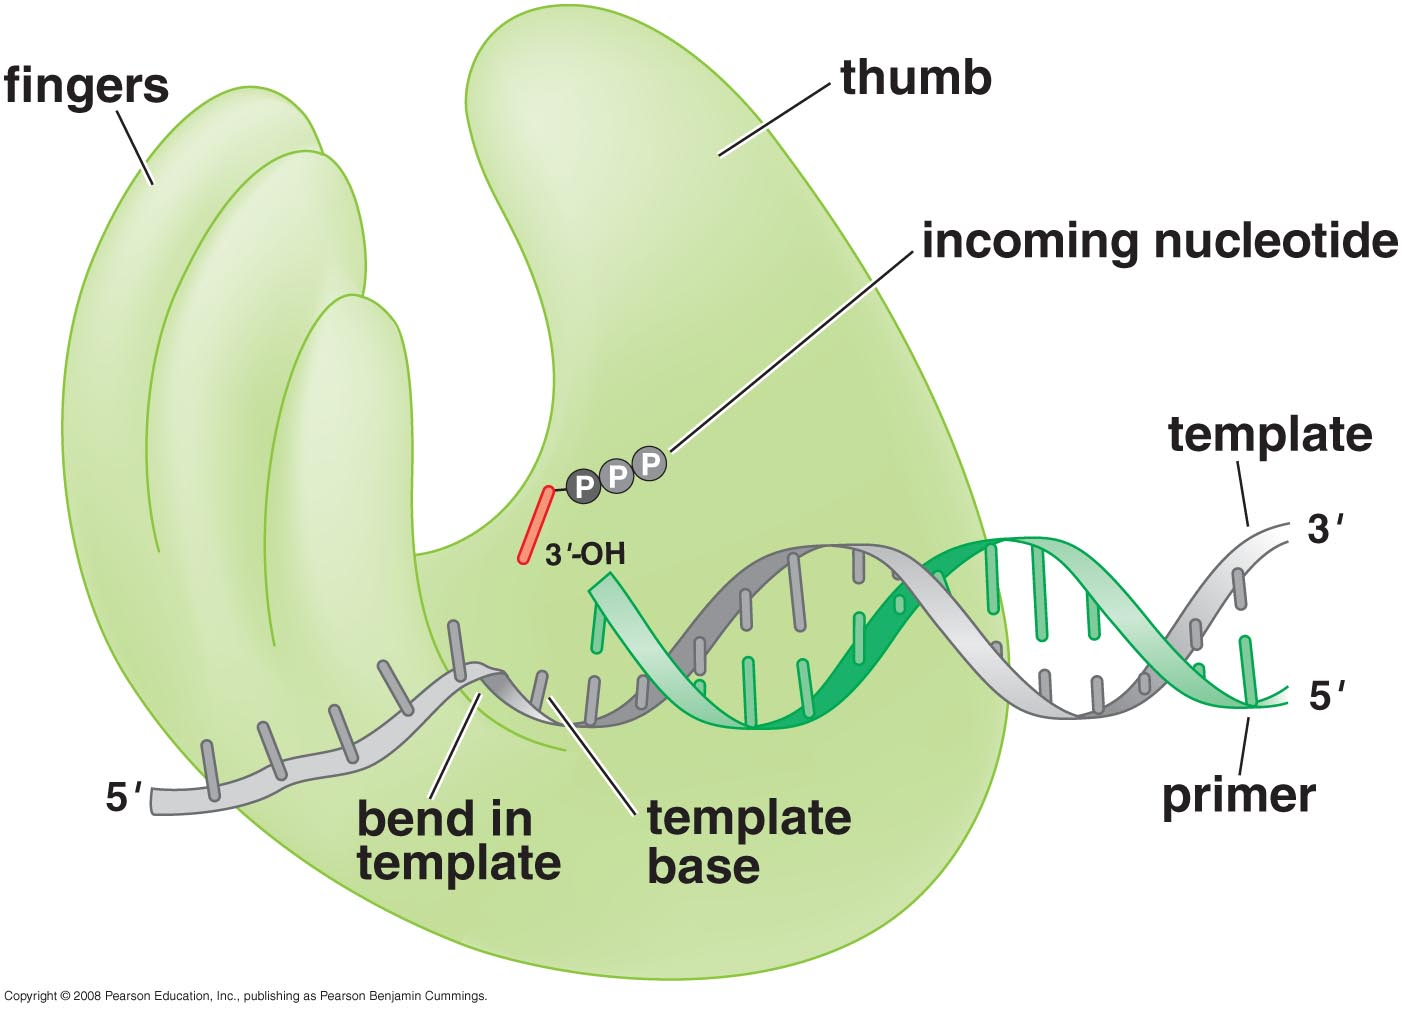 fingers
thumb
incoming nucleotide
template
P P P
3′-OH
3′
5′
5′
bend in
template
template
base
primer
Copyright © 2008 Pearson Education, Inc., publishing as Pearson Benjamin Cummings.